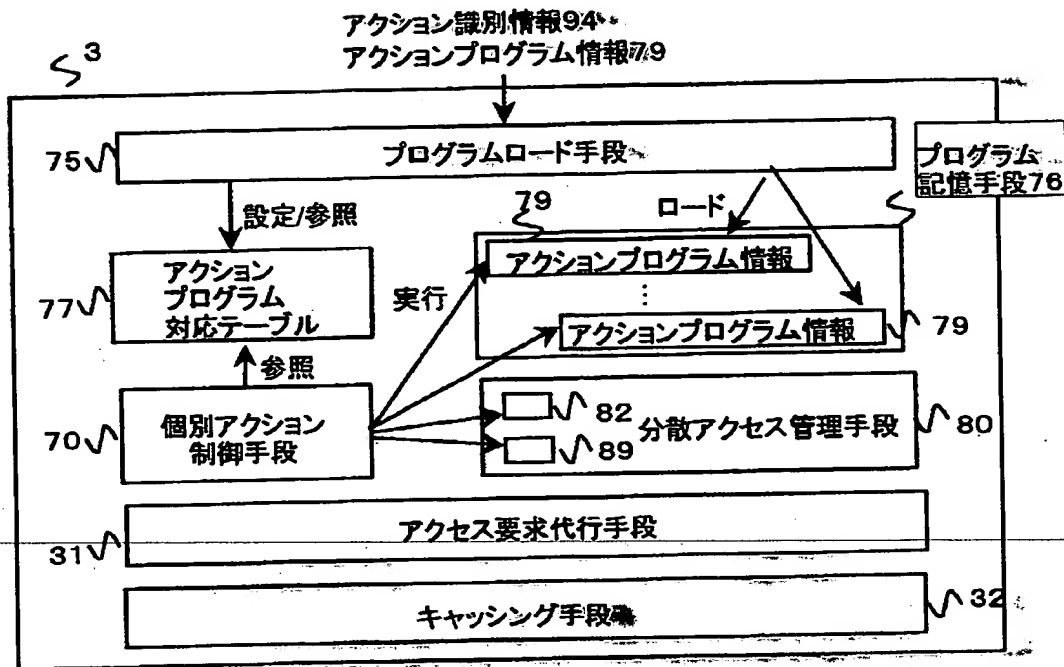 アクション識別情報94
アクションプログラム情報79
3
75
プログラムロード手段
プログラム
記憶手段76
設定/参照
79
ロード
77
アクション
プログラム
対応テーブル
実行
アクションプログラム情報
⋮
アクションプログラム情報
79
参照
70
個別アクション
制御手段
82
89
分散アクセス管理手段
80
31
アクセス要求代行手段
キャッシング手段
32